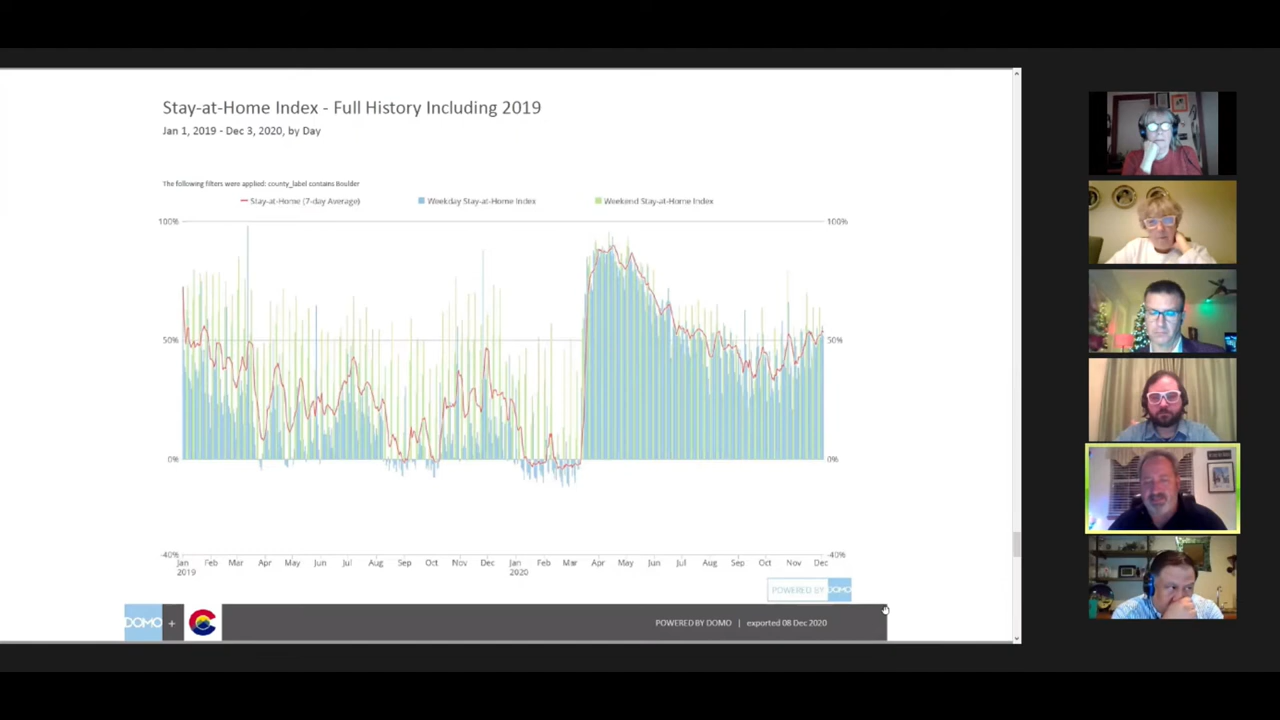 Stay-at-Home Index - Full History Including 2019
Jan 1, 2019 - Dec 3, 2020, by Day
The following filters were applied: county_label contains Boulder
Stay-at-Home (7-day Average) Weekday Stay-at-Home Index Weekend Stay-at-Home Index
100% 100%
50% 50%
0% 0%
-40% -40%
Jan Feb Mar Apr May Jun Jul Aug Sep Oct Nov Dec Jan Feb Mar Apr May Jun Jul Aug Sep Oct Nov Dec
2019 2020
POWERED BY DOMO
DOMO + POWERED BY DOMO | exported 08 Dec 2020